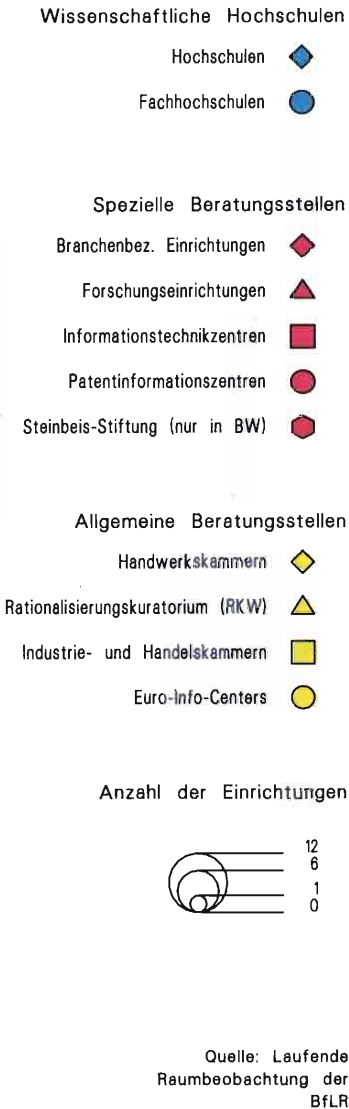 Wissenschaftliche Hochschulen
Hochschulen
Fachhochschulen
Spezielle Beratungsstellen
Branchenbez. Einrichtungen
Forschungseinrichtungen
Informationstechnikzentren
Patentinformationszentren
Steinbeis-Stiftung (nur in BW)
Allgemeine Beratungsstellen
Handwerkskammern
Rationalisierungskuratorium (RKW)
Industrie- und Handelskammern
Euro-Info-Centers
Anzahl der Einrichtungen
12
6
1
0
Quelle: Laufende
Raumbeobachtung der
BfLR